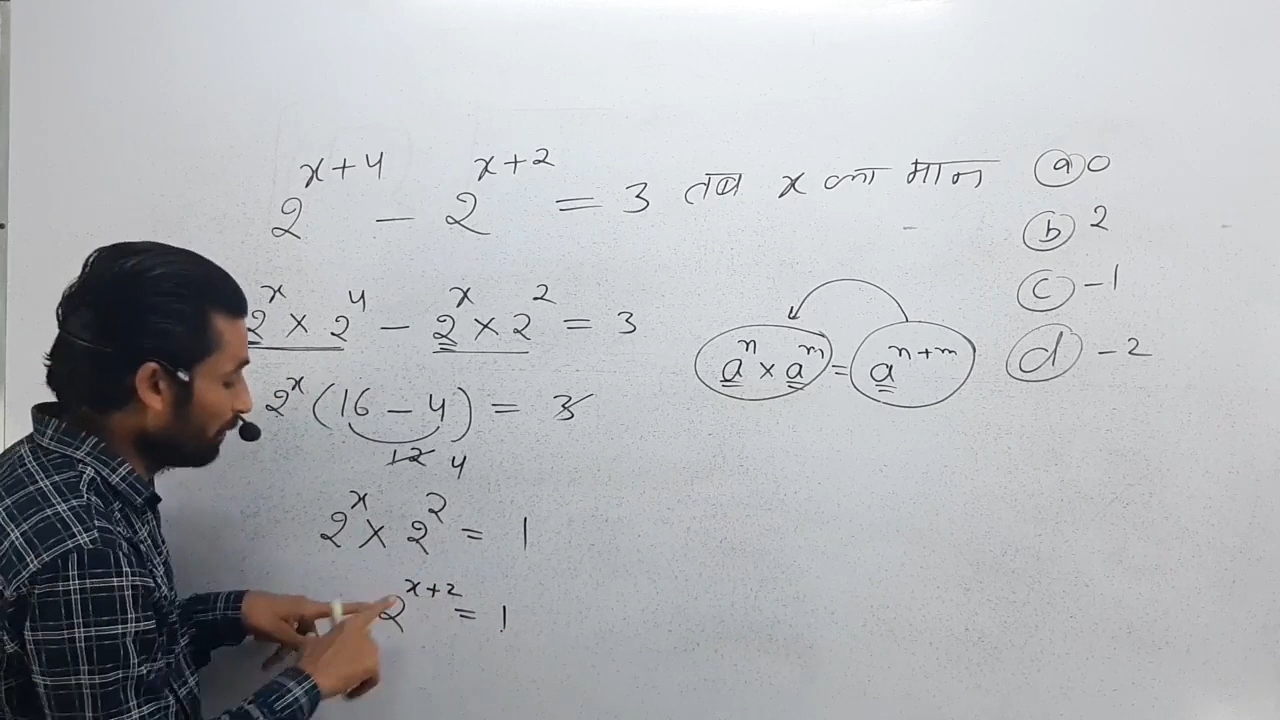 2^(x+4) - 2^(x+2) = 3 तब x का मान
(a) 0
(b) 2
(c) -1
(d) -2
2^x × 2^4 - 2^x × 2^2 = 3
a^n × a^m = a^(n+m)
2^x (16 - 4) = 3
12 4
2^x × 2^2 = 1
2^(x+2) = 1